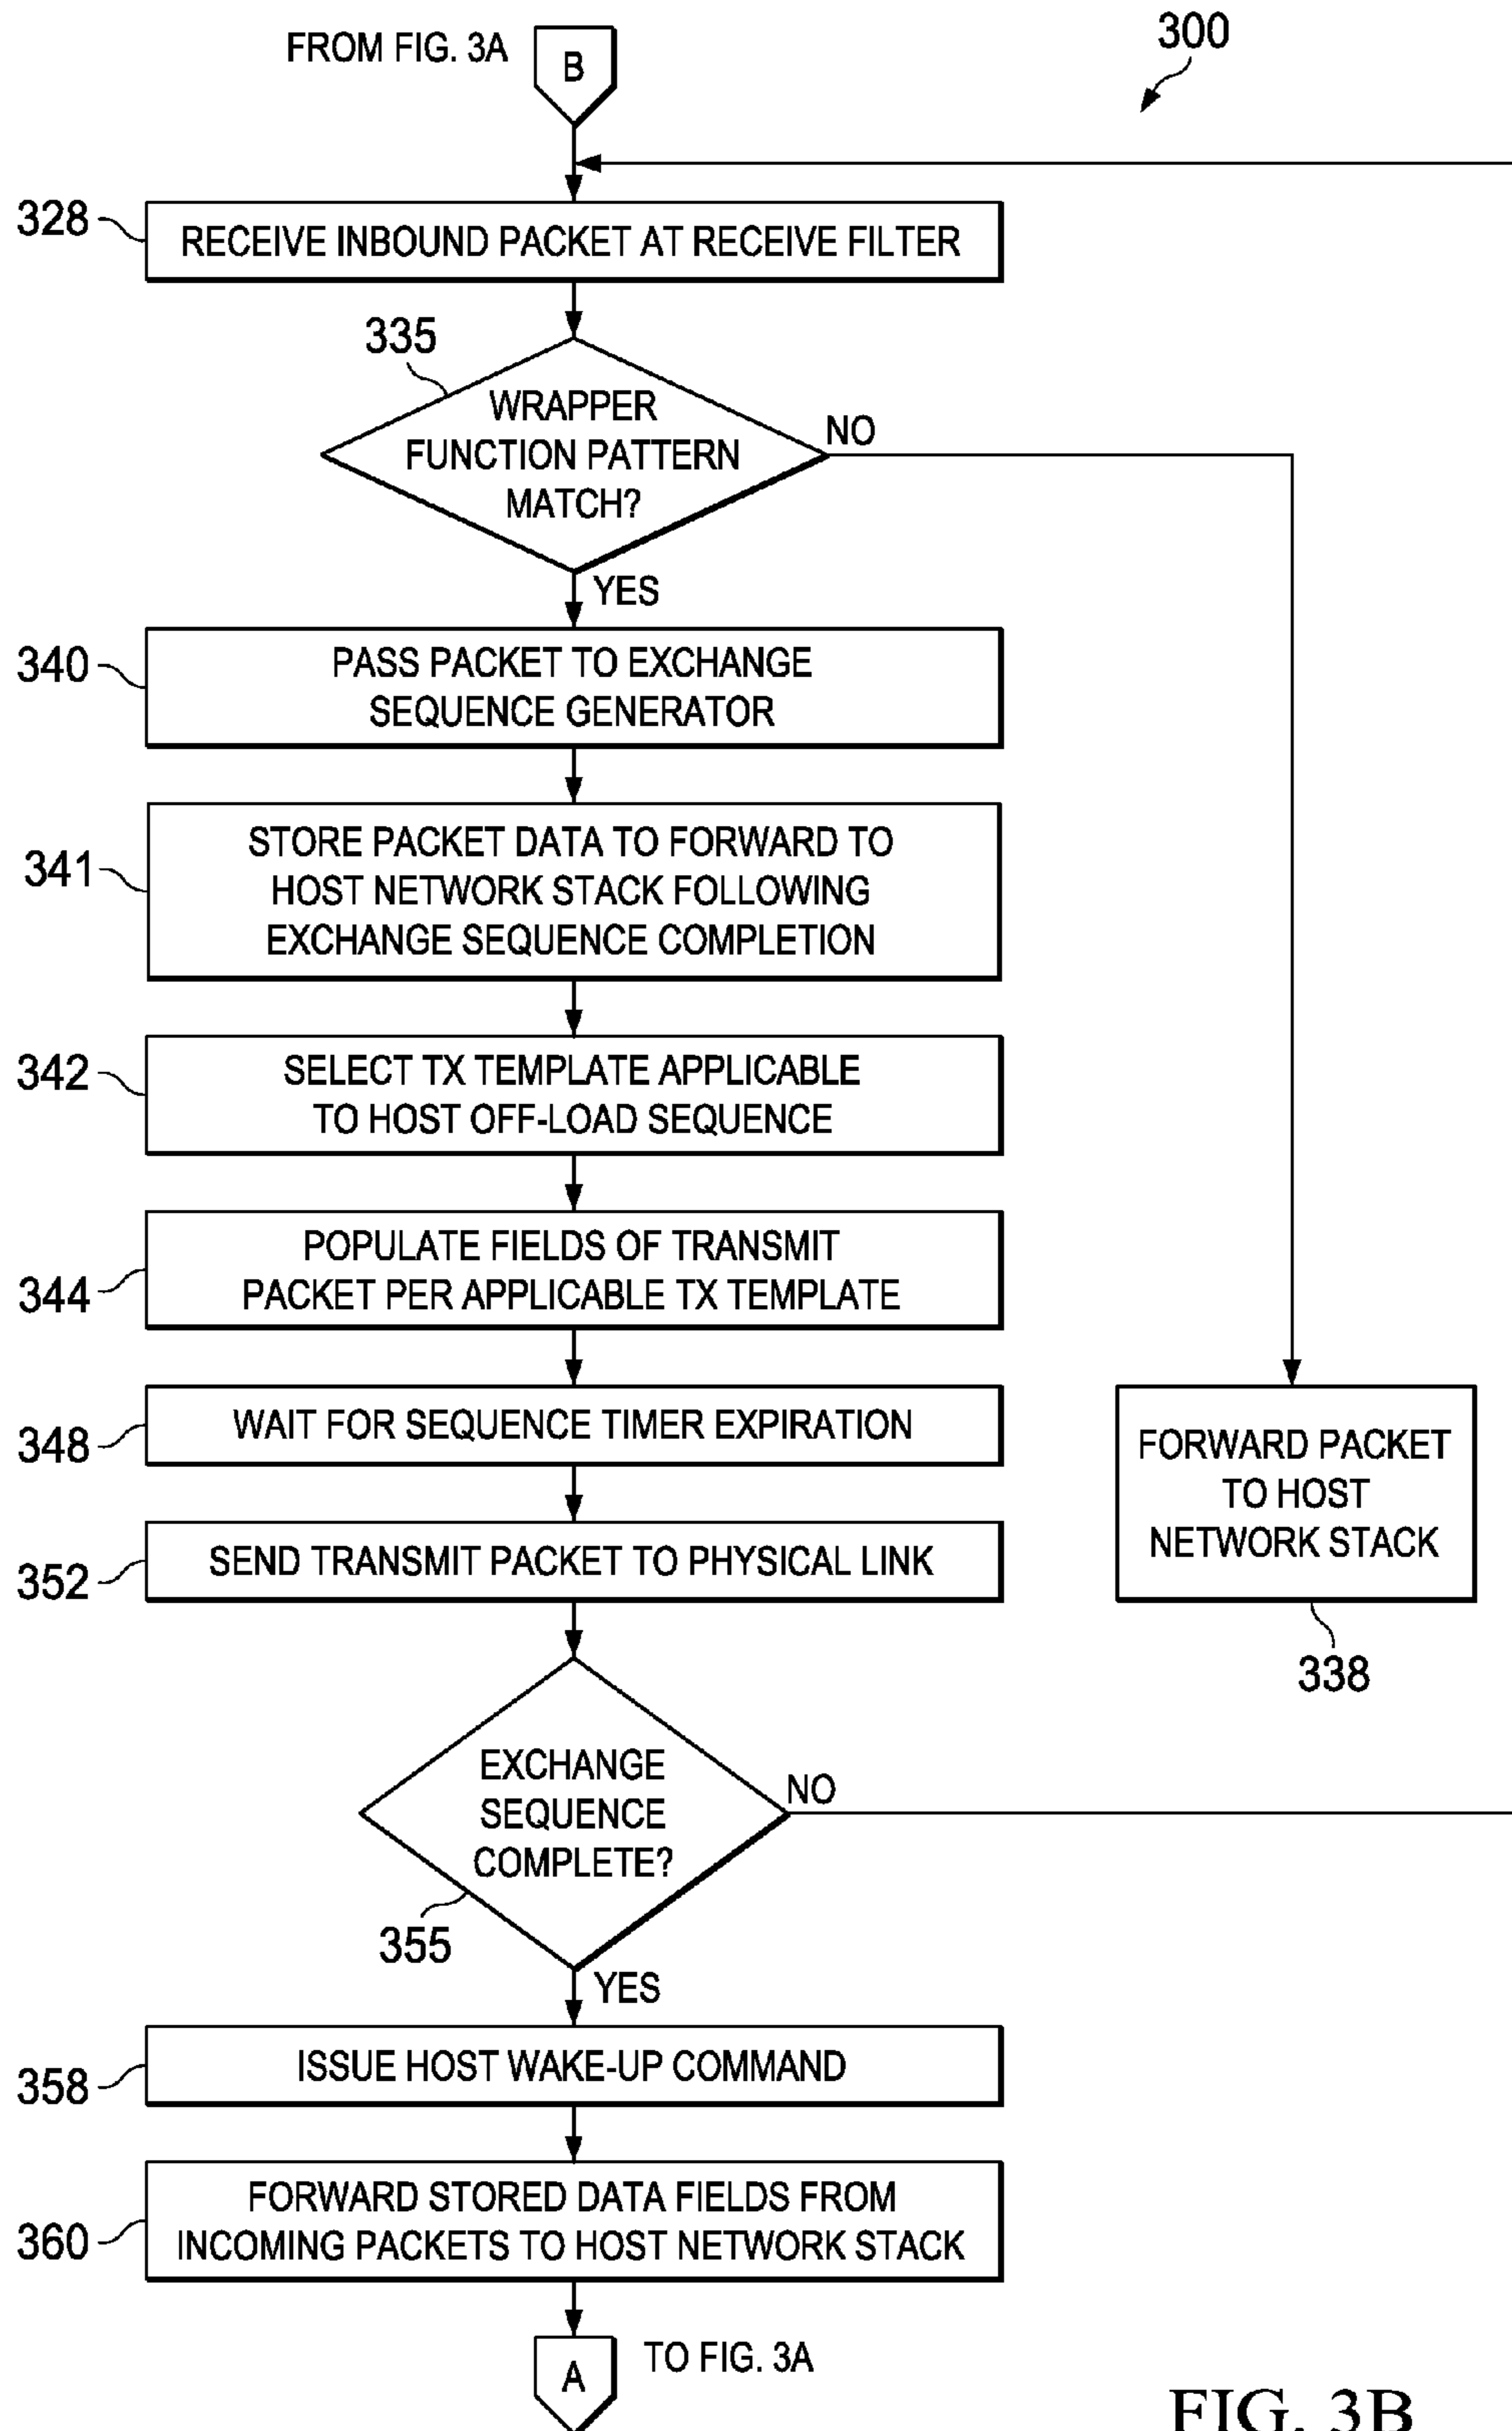 FROM FIG. 3A
B
300
328
RECEIVE INBOUND PACKET AT RECEIVE FILTER
335
WRAPPER
FUNCTION PATTERN
MATCH?
NO
YES
340
PASS PACKET TO EXCHANGE
SEQUENCE GENERATOR
341
STORE PACKET DATA TO FORWARD TO
HOST NETWORK STACK FOLLOWING
EXCHANGE SEQUENCE COMPLETION
342
SELECT TX TEMPLATE APPLICABLE
TO HOST OFF-LOAD SEQUENCE
344
POPULATE FIELDS OF TRANSMIT
PACKET PER APPLICABLE TX TEMPLATE
348
WAIT FOR SEQUENCE TIMER EXPIRATION
FORWARD PACKET
TO HOST
NETWORK STACK
338
352
SEND TRANSMIT PACKET TO PHYSICAL LINK
EXCHANGE
SEQUENCE
COMPLETE?
NO
355
YES
358
ISSUE HOST WAKE-UP COMMAND
360
FORWARD STORED DATA FIELDS FROM
INCOMING PACKETS TO HOST NETWORK STACK
A
TO FIG. 3A
FIG. 3B